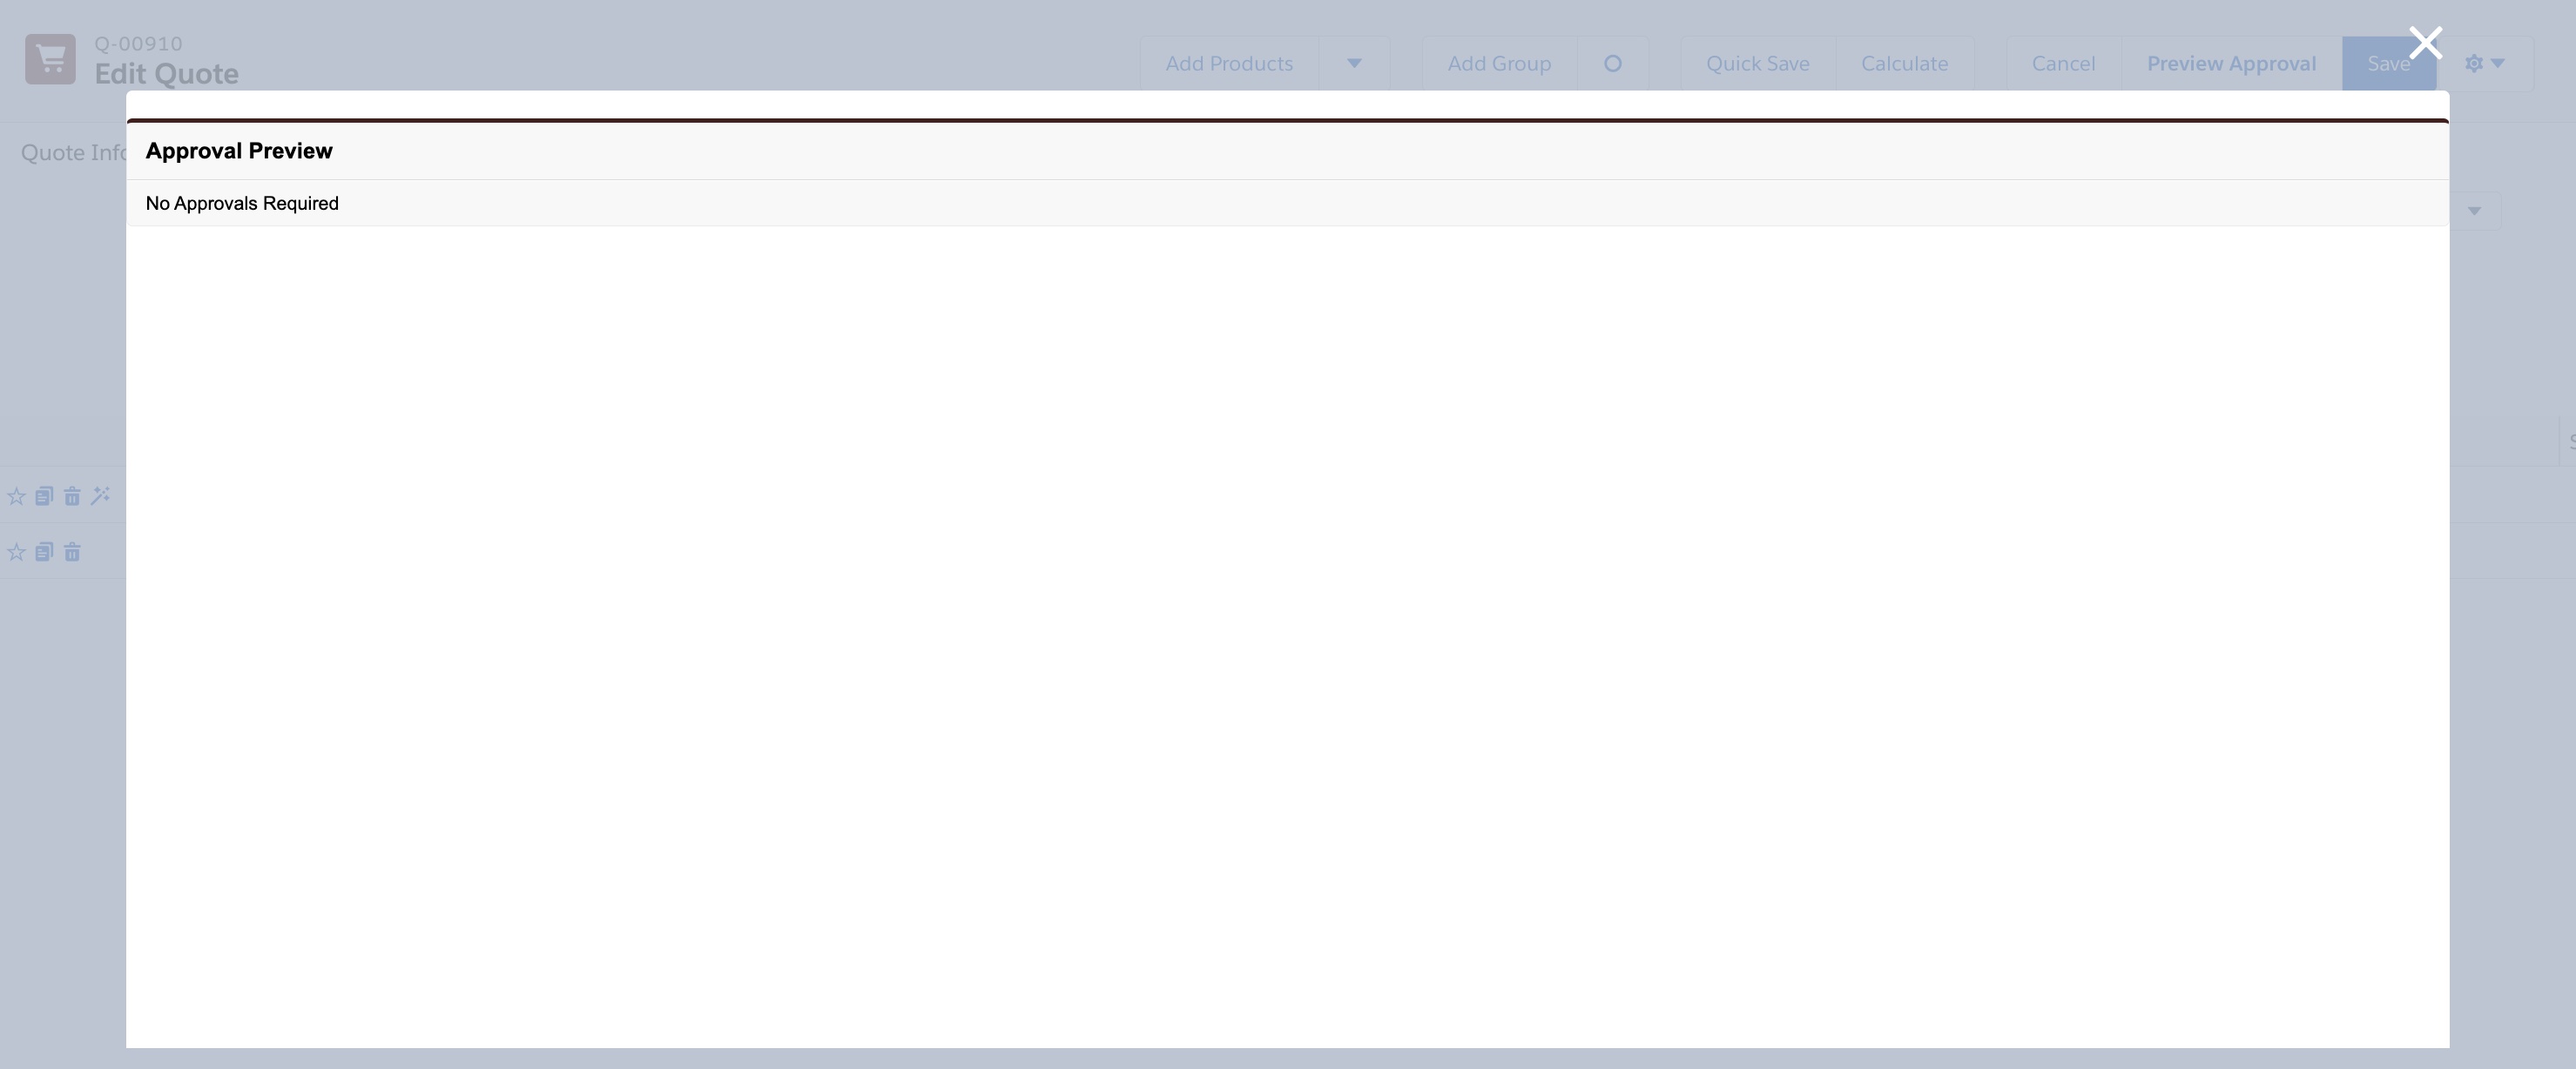 Q-00910
Edit Quote
Add Products
Add Group
Quick Save
Calculate
Cancel
Preview Approval
Save
Quote Info
Approval Preview
No Approvals Required